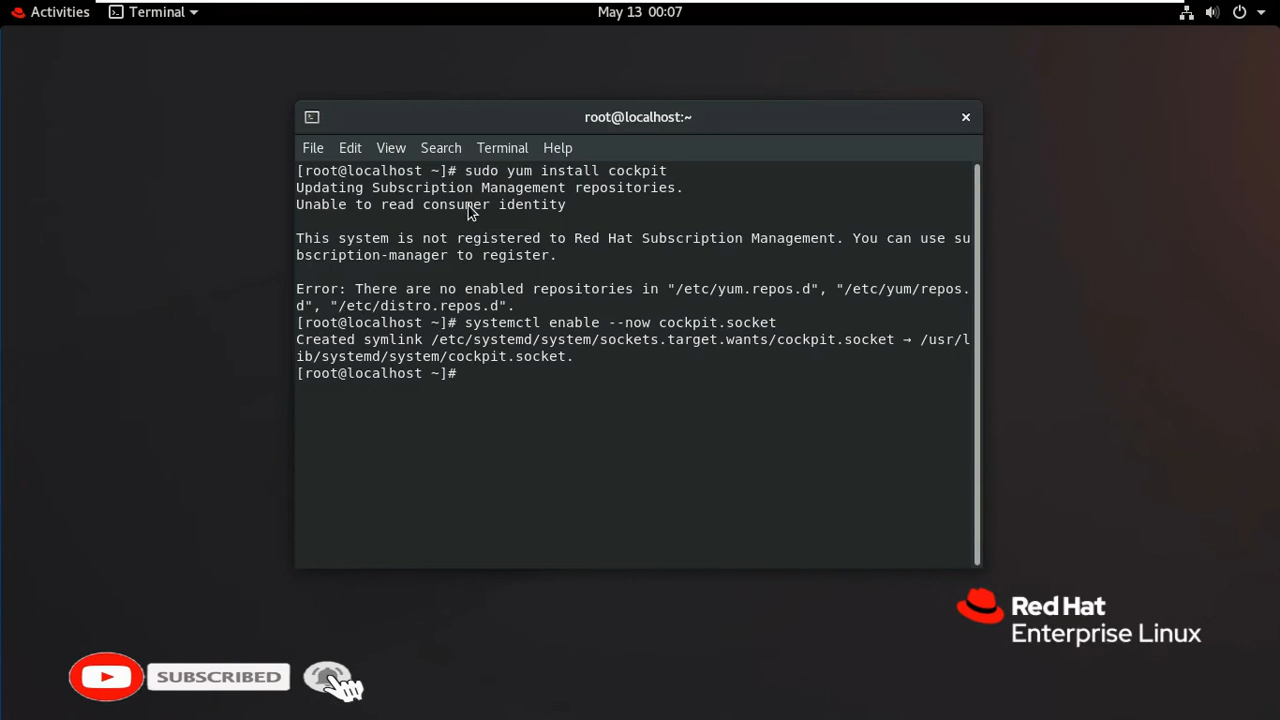 Activities Terminal May 13 00:07
root@localhost:~
File Edit View Search Terminal Help
[root@localhost ~]# sudo yum install cockpit
Updating Subscription Management repositories.
Unable to read consumer identity
This system is not registered to Red Hat Subscription Management. You can use su
bscription-manager to register.
Error: There are no enabled repositories in "/etc/yum.repos.d", "/etc/yum/repos.
d", "/etc/distro.repos.d".
[root@localhost ~]# systemctl enable --now cockpit.socket
Created symlink /etc/systemd/system/sockets.target.wants/cockpit.socket → /usr/l
ib/systemd/system/cockpit.socket.
[root@localhost ~]#
Red Hat
Enterprise Linux
SUBSCRIBED